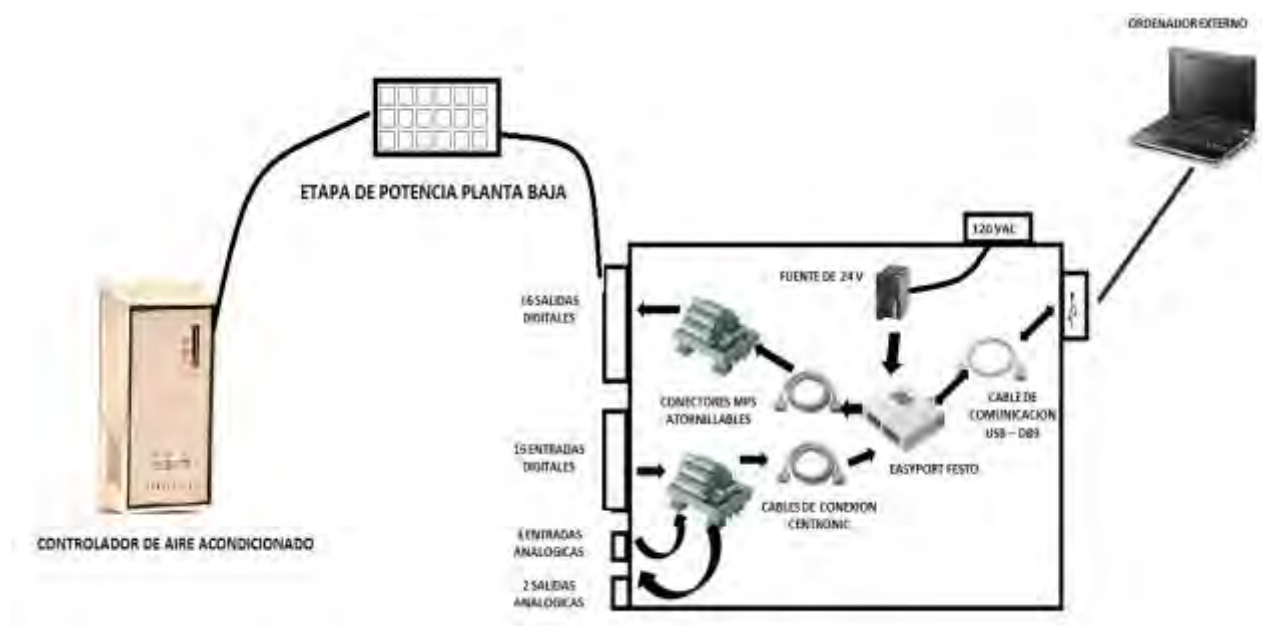 ORDENADOR EXTERNO
ETAPA DE POTENCIA PLANTA BAJA
120 VAC
FUENTE DE 24 V
16 SALIDAS
DIGITALES
CONECTORES MPS
ATORNILLABLES
CABLE DE
COMUNICACION
USB – DB9
EASYPORT FESTO
ENTRADAS
DIGITALES
CABLES DE CONEXION
CENTRONIC
CONTROLADOR DE AIRE ACONDICIONADO
ENTRADAS
ANALOGICAS
2 SALIDAS
ANALOGICAS